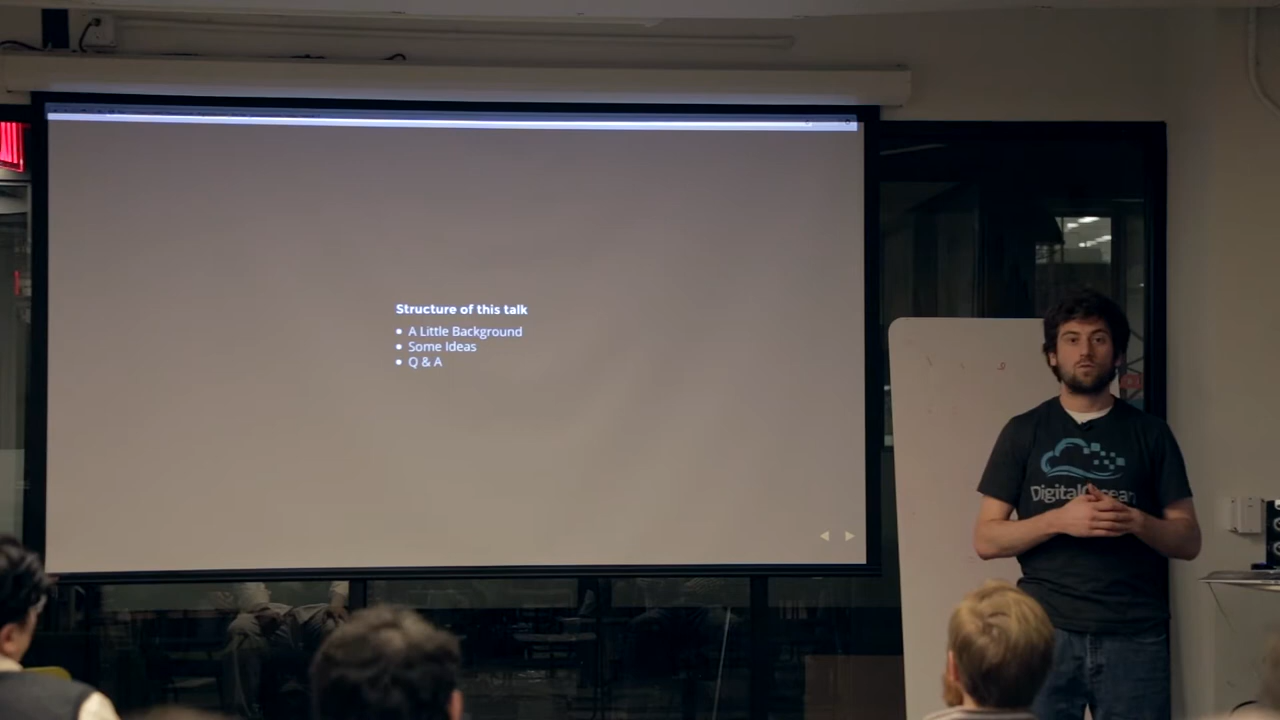 Structure of this talk
A Little Background
Some Ideas
Q & A
DigitalOcean